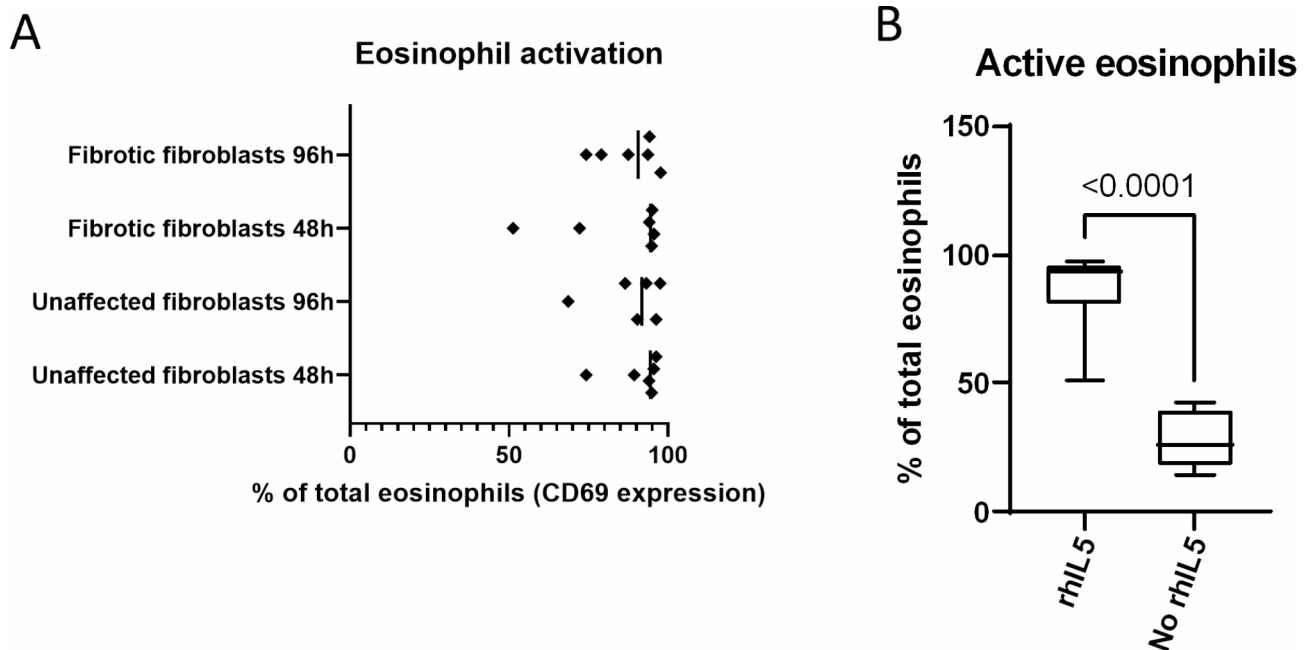 A
Eosinophil activation
Fibrotic fibroblasts 96h
Fibrotic fibroblasts 48h
Unaffected fibroblasts 96h
Unaffected fibroblasts 48h
0 50 100
% of total eosinophils (CD69 expression)
B
Active eosinophils
% of total eosinophils
150
100
50
0
<0.0001
rhIL5
No rhIL5